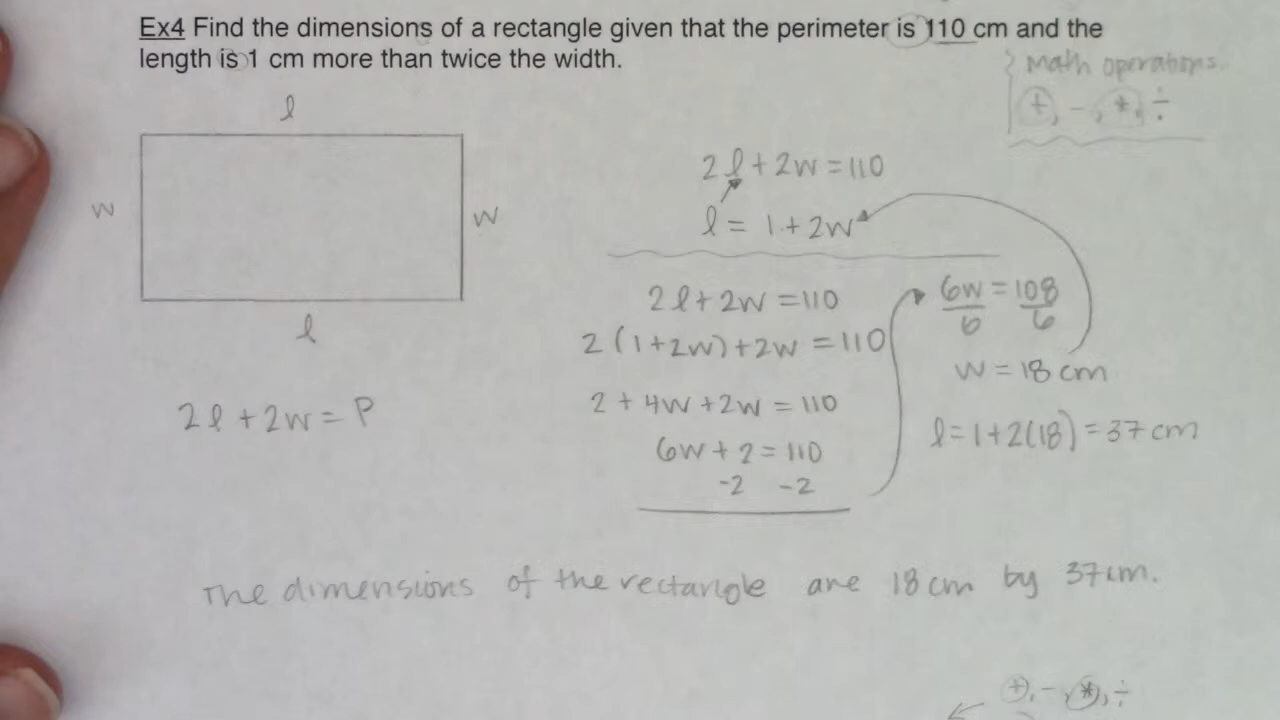 Ex4 Find the dimensions of a rectangle given that the perimeter is 110 cm and the
length is 1 cm more than twice the width.
Math operations.
+, -, *, ÷
l
w
w
l
2l + 2w = P
2l + 2w = 110
l = 1 + 2w
2l + 2w = 110
2(1+2w) + 2w = 110
2 + 4w + 2w = 110
6w + 2 = 110
-2 -2
6w = 108
6 6
w = 18 cm
l = 1 + 2(18) = 37 cm
The dimensions of the rectangle are 18 cm by 37 cm.
+, -, *, ÷